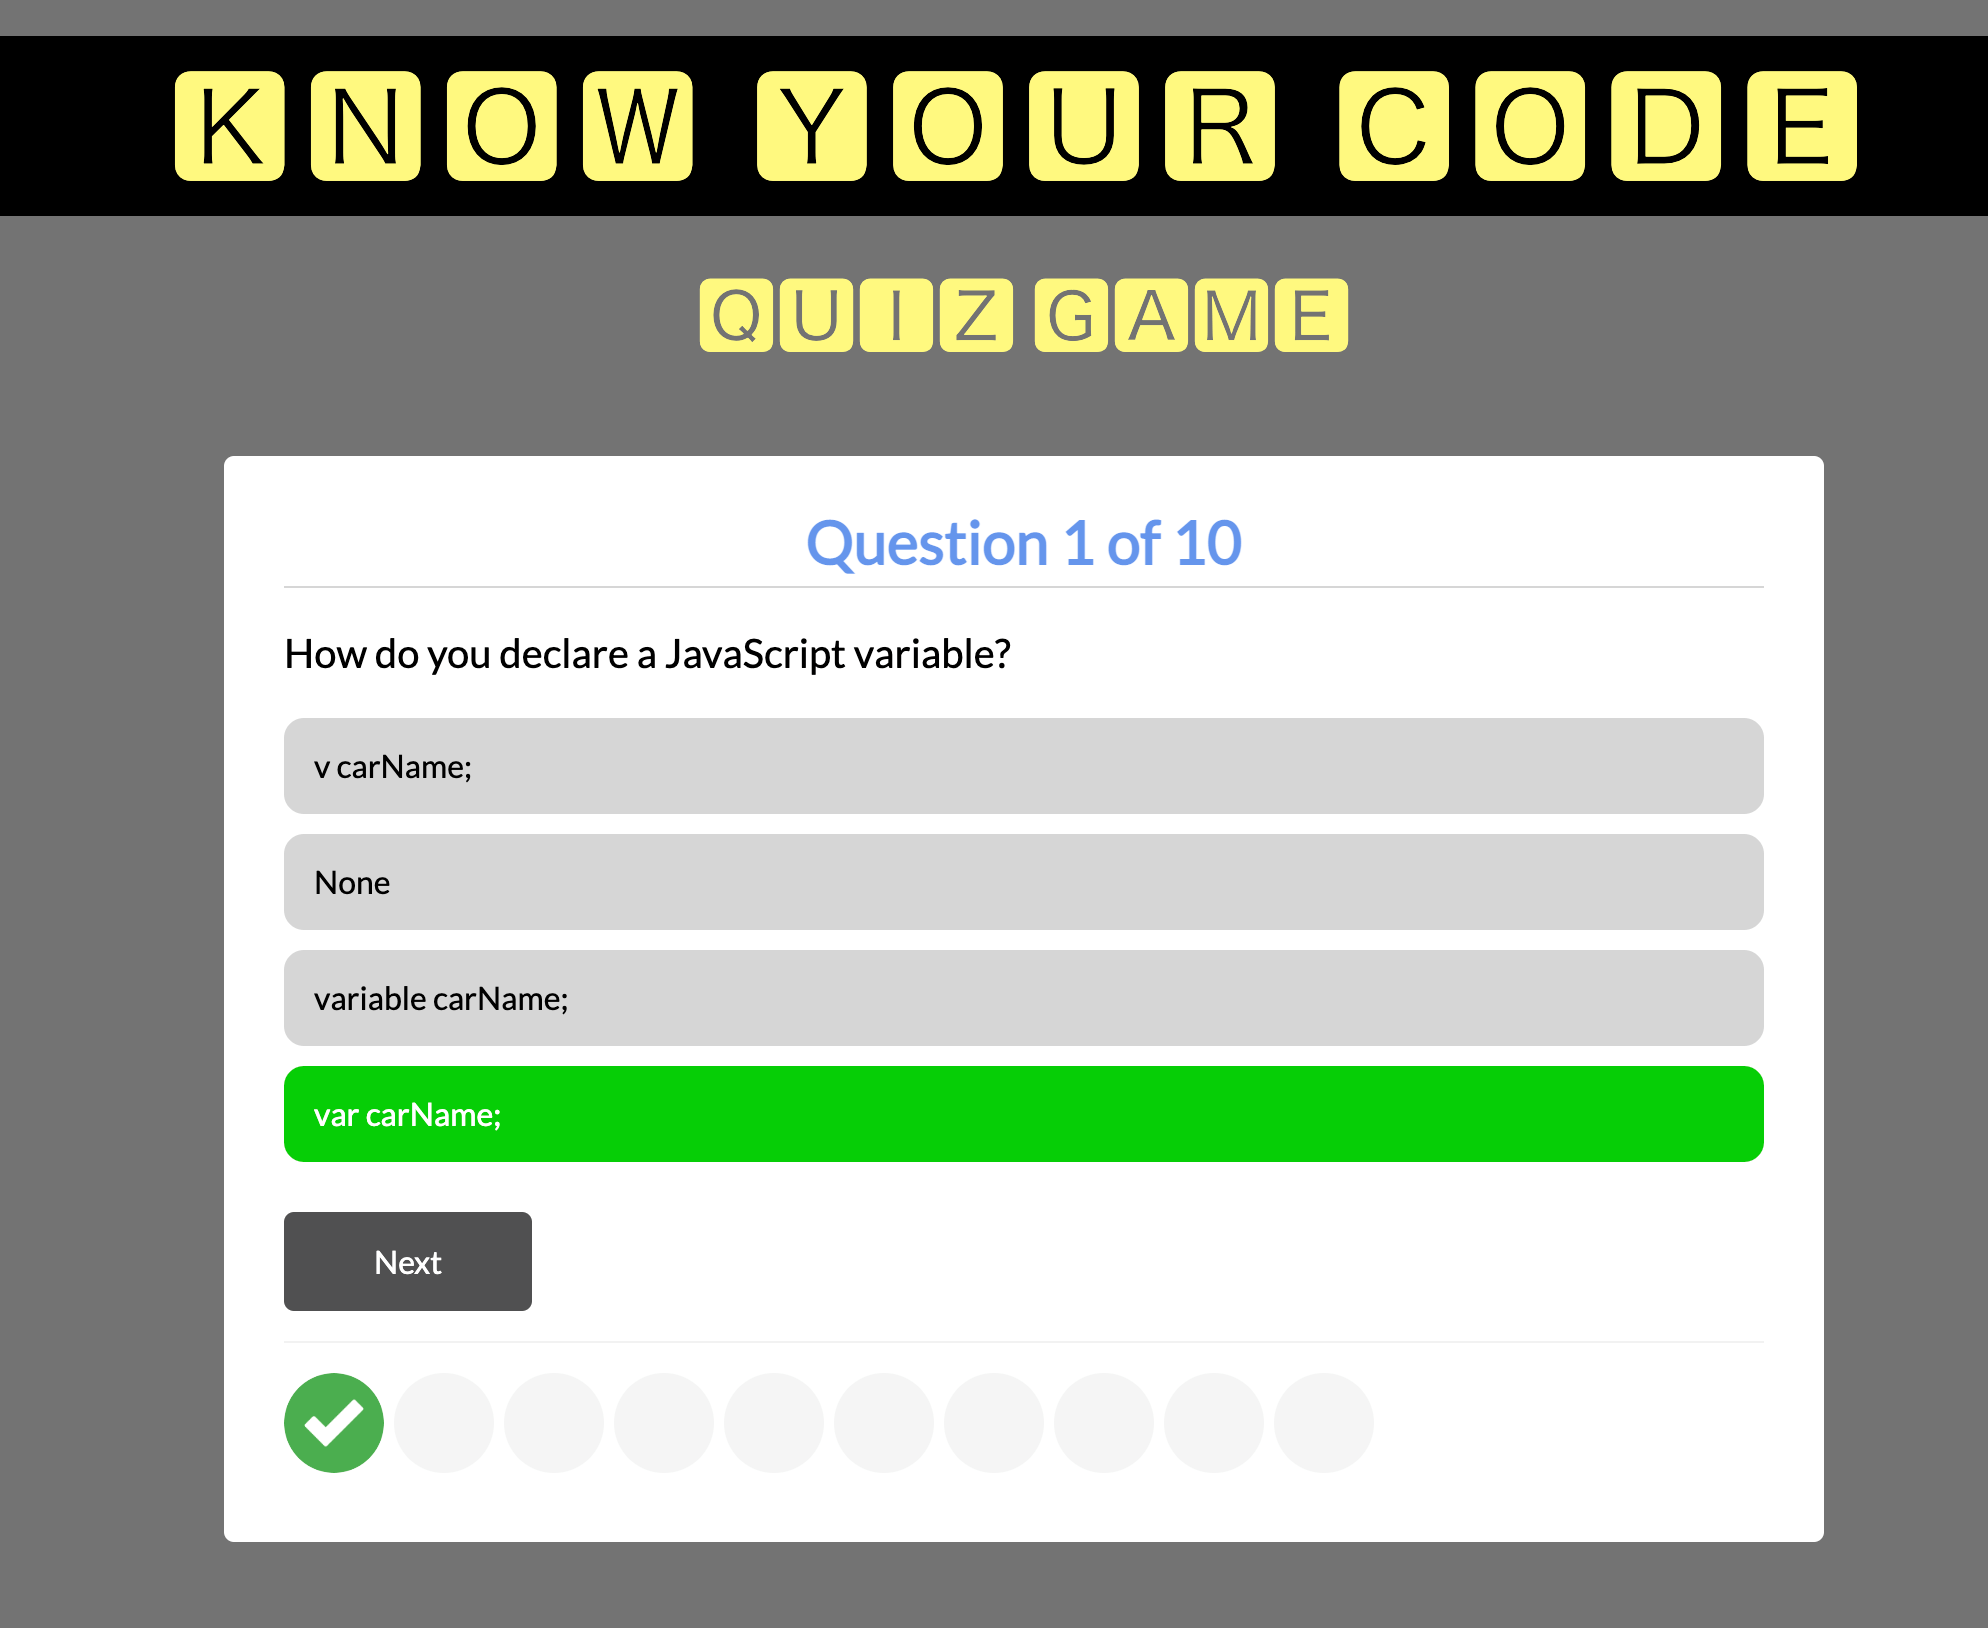 KNOW YOUR CODE
QUIZ GAME
Question 1 of 10
How do you declare a JavaScript variable?
v carName;
None
variable carName;
var carName;
Next